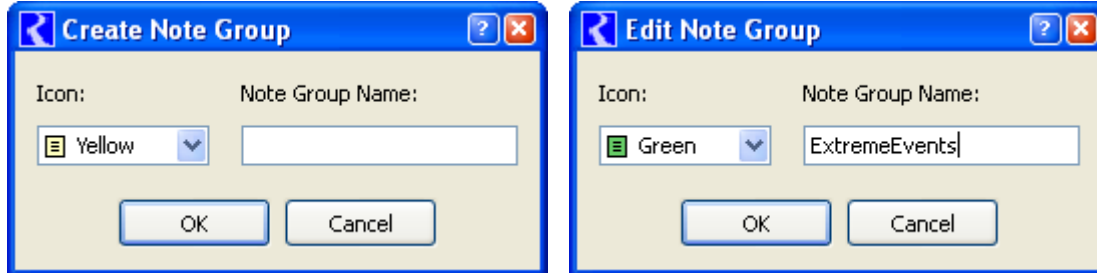 Create Note Group ?
Icon: Note Group Name:
Yellow
OK Cancel
Edit Note Group ?
Icon: Note Group Name:
Green ExtremeEvents
OK Cancel